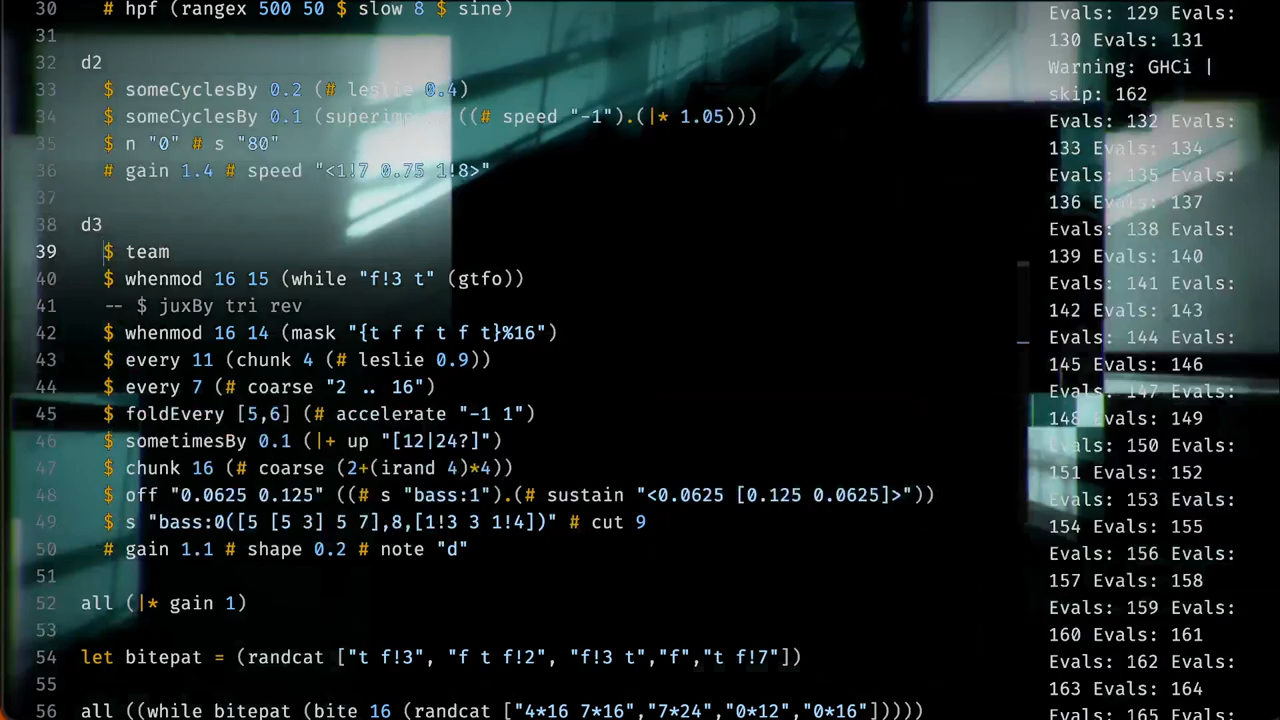 30 # hpf (rangex 500 50 $ slow 8 $ sine)
31
32 d2
33 $ someCyclesBy 0.2 (# leslie 0.4)
34 $ someCyclesBy 0.1 (superimpose ((# speed "-1").(|* 1.05)))
35 $ n "0" # s "80"
36 # gain 1.4 # speed "<1!7 0.75 1!8>"
37
38 d3
39 $ team
40 $ whenmod 16 15 (while "f!3 t" (gtfo))
41 -- $ juxBy tri rev
42 $ whenmod 16 14 (mask "{t f f t f t}%16")
43 $ every 11 (chunk 4 (# leslie 0.9))
44 $ every 7 (# coarse "2 .. 16")
45 $ foldEvery [5,6] (# accelerate "-1 1")
46 $ sometimesBy 0.1 (|+ up "[12|24?]")
47 $ chunk 16 (# coarse (2+(irand 4)*4))
48 $ off "0.0625 0.125" ((# s "bass:1").(# sustain "<0.0625 [0.125 0.0625]>"))
49 $ s "bass:0([5 [5 3] 5 7],8,[1!3 3 1!4])" # cut 9
50 # gain 1.1 # shape 0.2 # note "d"
51
52 all (|* gain 1)
53
54 let bitepat = (randcat ["t f!3", "f t f!2", "f!3 t","f","t f!7"])
55
56 all ((while bitepat (bite 16 (randcat ["4*16 7*16","7*24","0*12","0*16"]))))
Evals: 129 Evals:
130 Evals: 131
Warning: GHCi |
skip: 162
Evals: 132 Evals:
133 Evals: 134
Evals: 135 Evals:
136 Evals: 137
Evals: 138 Evals:
139 Evals: 140
Evals: 141 Evals:
142 Evals: 143
Evals: 144 Evals:
145 Evals: 146
Evals: 147 Evals:
148 Evals: 149
Evals: 150 Evals:
151 Evals: 152
Evals: 153 Evals:
154 Evals: 155
Evals: 156 Evals:
157 Evals: 158
Evals: 159 Evals:
160 Evals: 161
Evals: 162 Evals:
163 Evals: 164
Evals: 165 Evals: